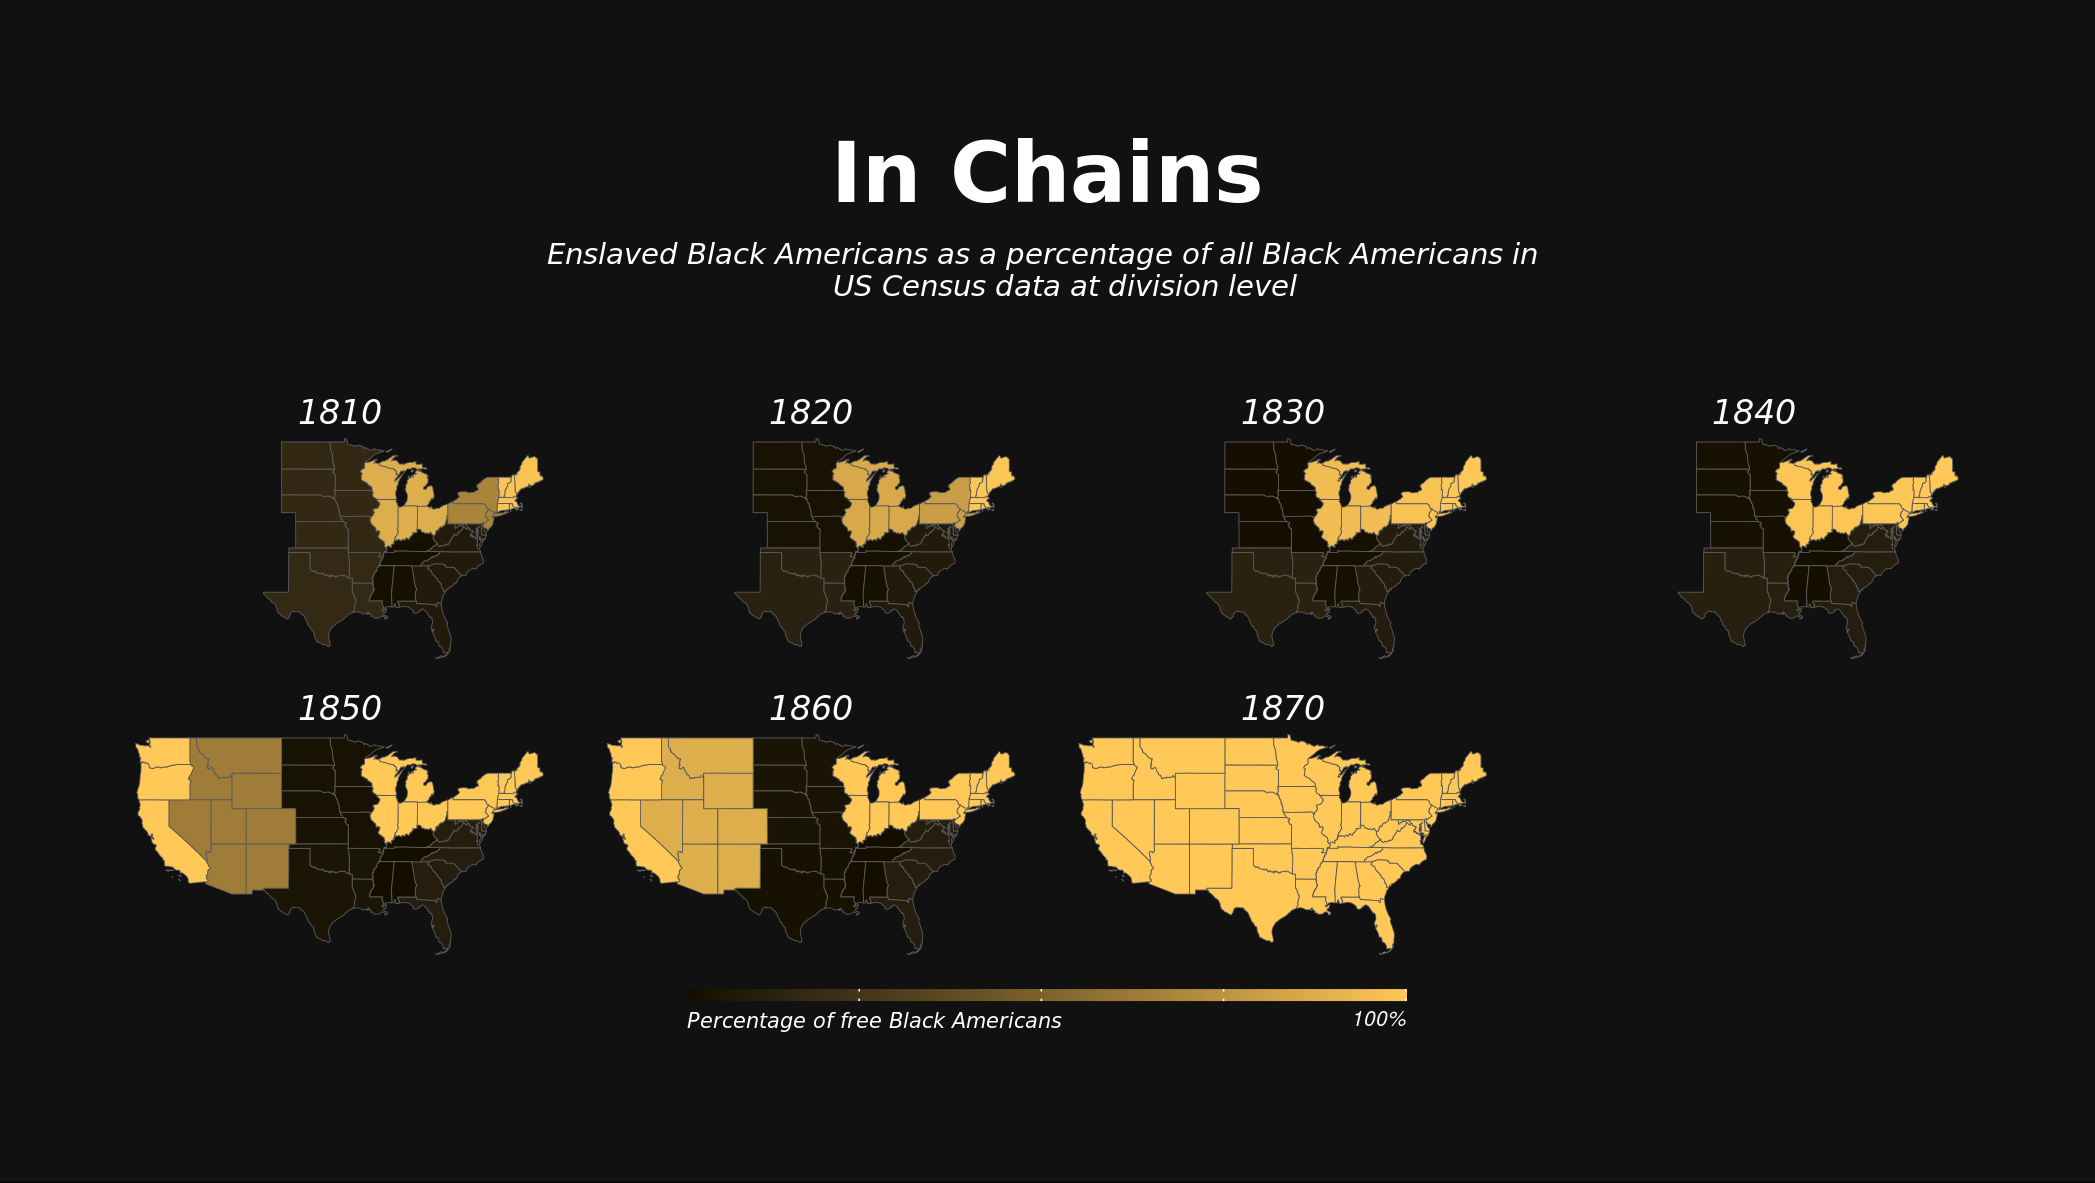 In Chains
Enslaved Black Americans as a percentage of all Black Americans in
US Census data at division level
1810
1820
1830
1840
1850
1860
1870
Percentage of free Black Americans
100%